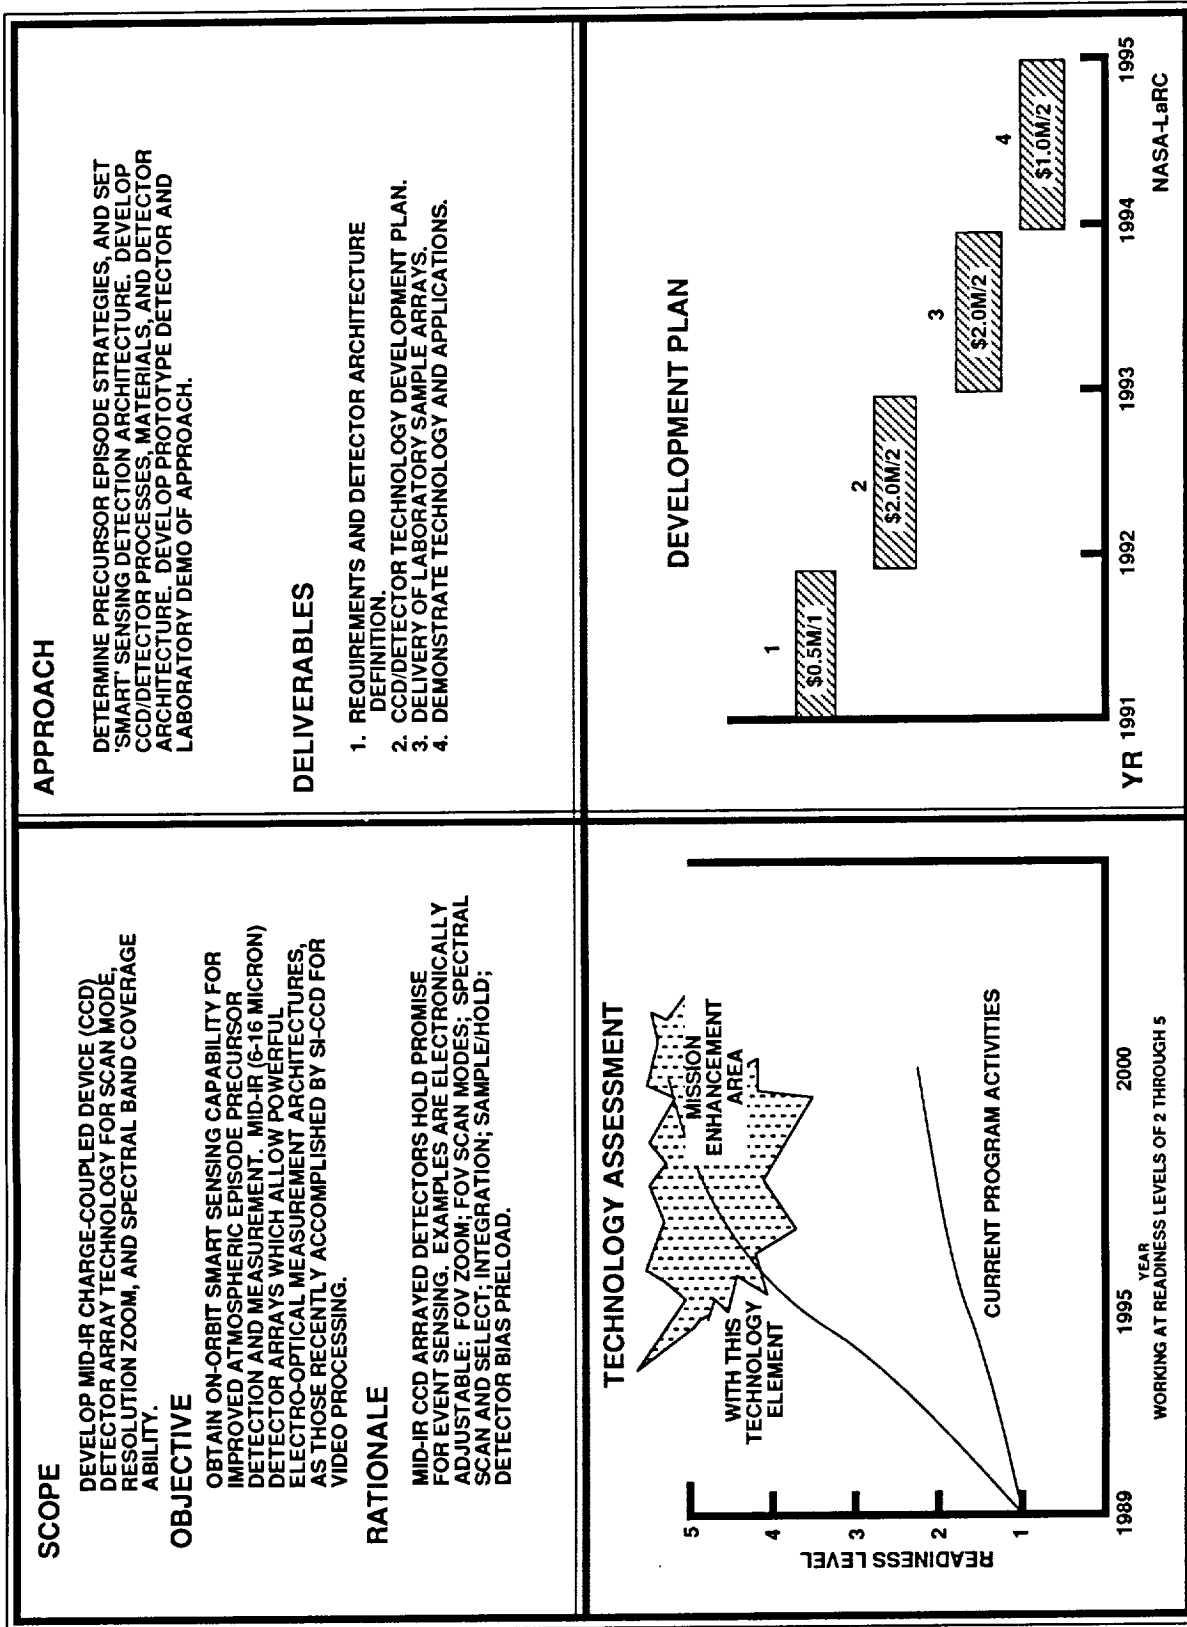 SCOPE
DEVELOP MID-IR CHARGE-COUPLED DEVICE (CCD)
DETECTOR ARRAY TECHNOLOGY FOR SCAN MODE,
RESOLUTION ZOOM, AND SPECTRAL BAND COVERAGE
ABILITY.
OBJECTIVE
OBTAIN ON-ORBIT SMART SENSING CAPABILITY FOR
IMPROVED ATMOSPHERIC EPISODE PRECURSOR
DETECTION AND MEASUREMENT. MID-IR (6-16 MICRON)
DETECTOR ARRAYS WHICH ALLOW POWERFUL
ELECTRO-OPTICAL MEASUREMENT ARCHITECTURES,
AS THOSE RECENTLY ACCOMPLISHED BY SI-CCD FOR
VIDEO PROCESSING.
RATIONALE
MID-IR CCD ARRAYED DETECTORS HOLD PROMISE
FOR EVENT SENSING. EXAMPLES ARE ELECTRONICALLY
ADJUSTABLE: FOV ZOOM; FOV SCAN MODES; SPECTRAL
SCAN AND SELECT; INTEGRATION; SAMPLE/HOLD;
DETECTOR BIAS PRELOAD.
APPROACH
DETERMINE PRECURSOR EPISODE STRATEGIES, AND SET
'SMART' SENSING DETECTION ARCHITECTURE. DEVELOP
CCD/DETECTOR PROCESSES, MATERIALS, AND DETECTOR
ARCHITECTURE. DEVELOP PROTOTYPE DETECTOR AND
LABORATORY DEMO OF APPROACH.
DELIVERABLES
1. REQUIREMENTS AND DETECTOR ARCHITECTURE
DEFINITION.
2. CCD/DETECTOR TECHNOLOGY DEVELOPMENT PLAN.
3. DELIVERY OF LABORATORY SAMPLE ARRAYS.
4. DEMONSTRATE TECHNOLOGY AND APPLICATIONS.
TECHNOLOGY ASSESSMENT
MISSION
ENHANCEMENT
AREA
WITH THIS
TECHNOLOGY
ELEMENT
CURRENT PROGRAM ACTIVITIES
READINESS LEVEL
5
4
3
2
1
1989
1995
2000
YEAR
WORKING AT READINESS LEVELS OF 2 THROUGH 5
DEVELOPMENT PLAN
1
$0.5M/1
2
$2.0M/2
3
$2.0M/2
4
$1.0M/2
YR 1991
1992
1993
1994
1995
NASA-LaRC